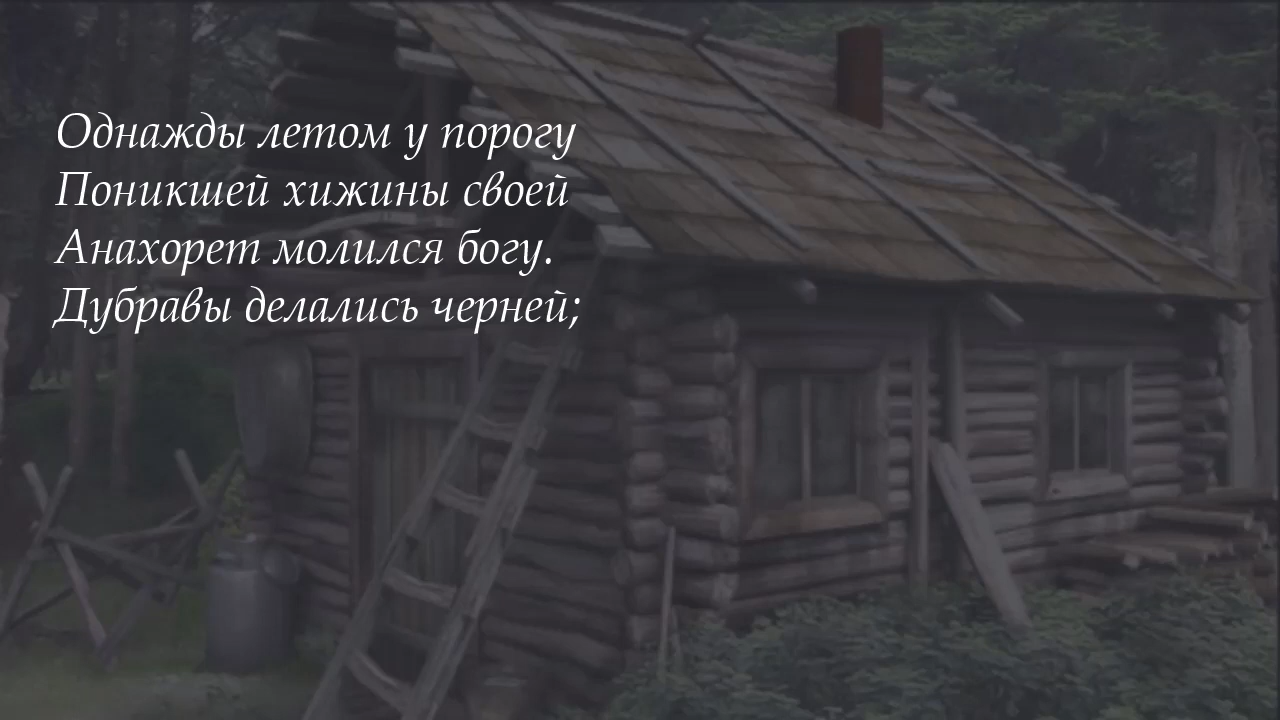 Однажды летом у порогу
Поникшей хижины своей
Анахорет молился богу.
Дубравы делались черней;